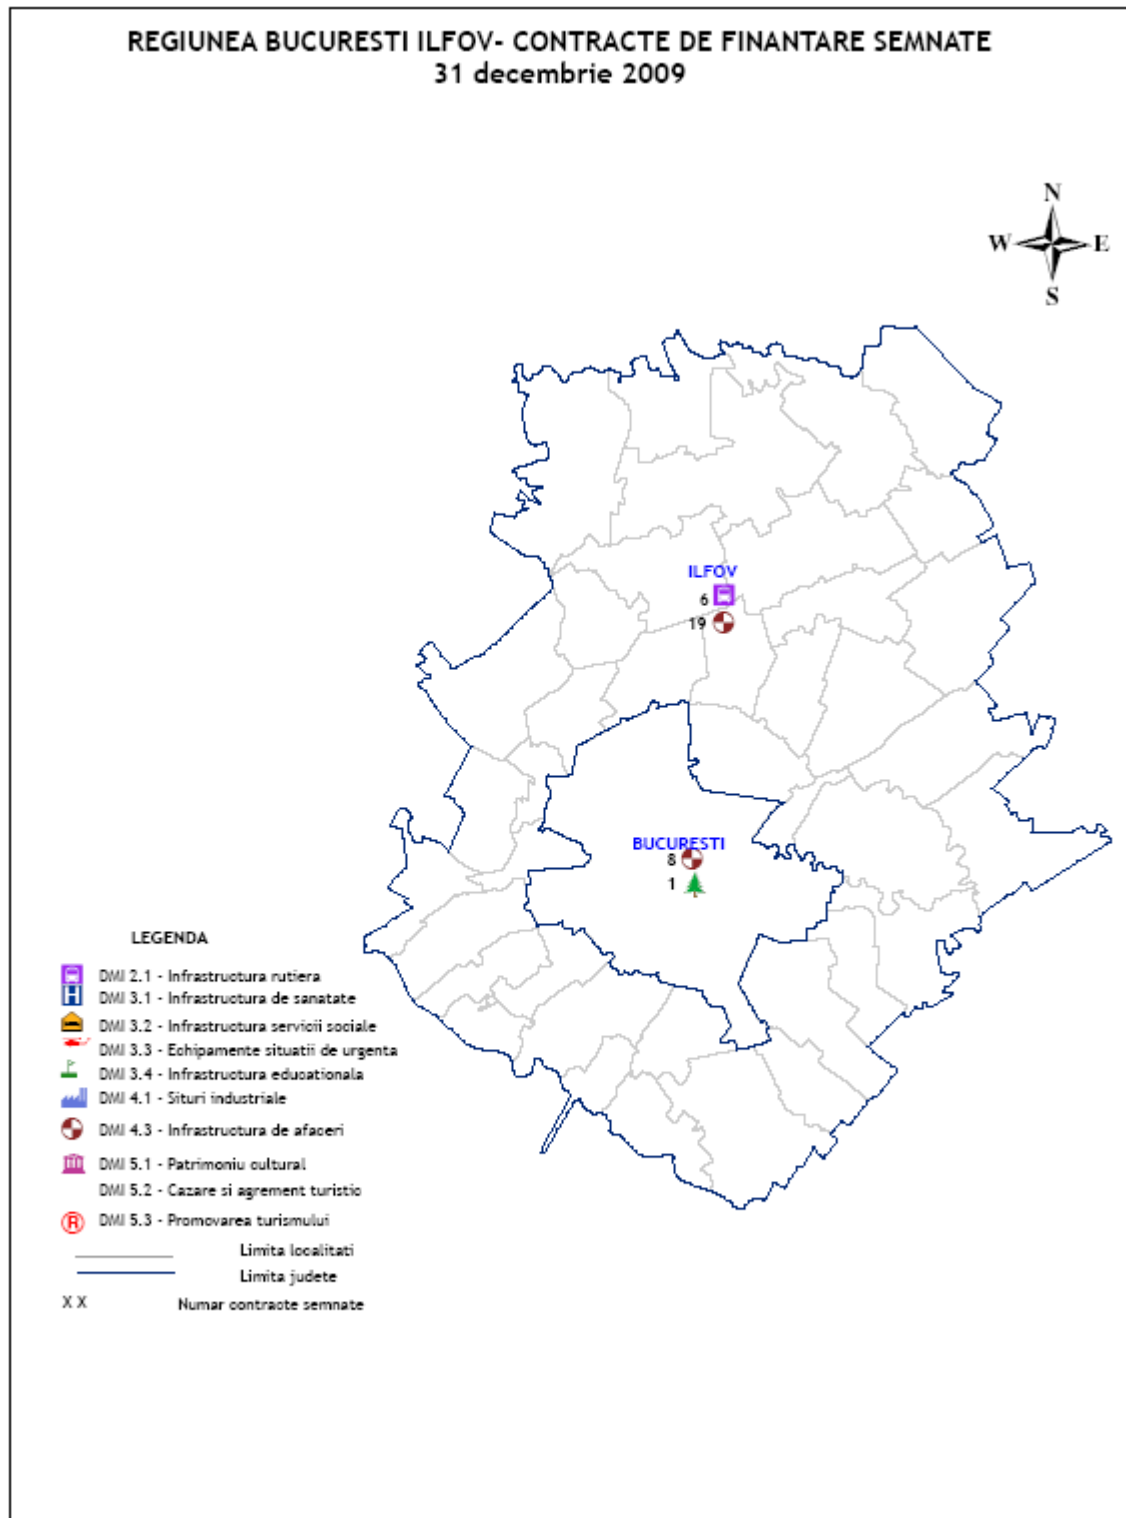 REGIUNEA BUCURESTI ILFOV- CONTRACTE DE FINANTARE SEMNATE
31 decembrie 2009
N
W E
S
ILFOV
6
19
BUCURESTI
8
1
LEGENDA
DMI 2.1 - Infrastructura rutiera
H DMI 3.1 - Infrastructura de sanatate
DMI 3.2 - Infrastructura servicii sociale
DMI 3.3 - Echipamente situatii de urgenta
DMI 3.4 - Infrastructura educationala
DMI 4.1 - Situri industriale
DMI 4.3 - Infrastructura de afaceri
DMI 5.1 - Patrimoniu cultural
DMI 5.2 - Cazare si agrement turistic
R DMI 5.3 - Promovarea turismului
Limita localitati
Limita judete
X X Numar contracte semnate